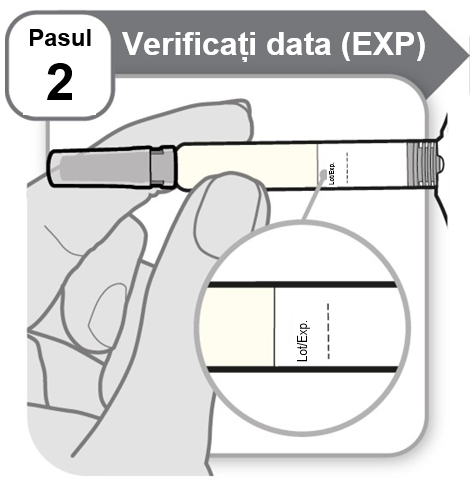 Pasul
2
Verificați data (EXP)
Lot/Exp.
Lot/Exp.